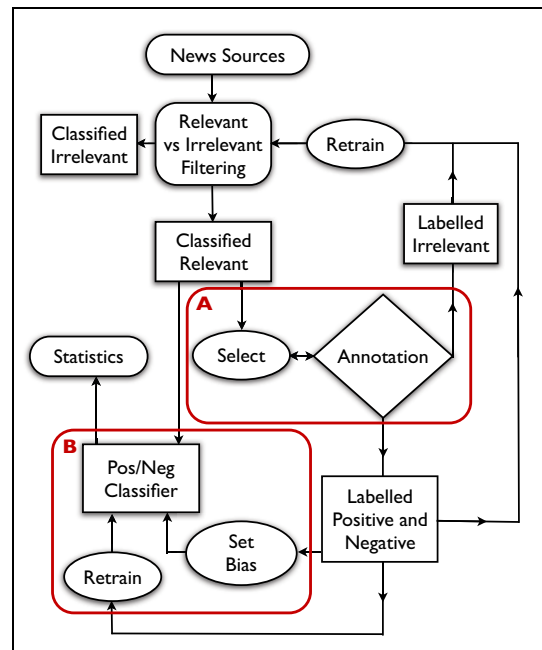 News Sources
Classified
Irrelevant
Relevant
vs Irrelevant
Filtering
Retrain
Classified
Relevant
Labelled
Irrelevant
A
Select
Annotation
Statistics
B
Pos/Neg
Classifier
Labelled
Positive and
Negative
Set
Bias
Retrain